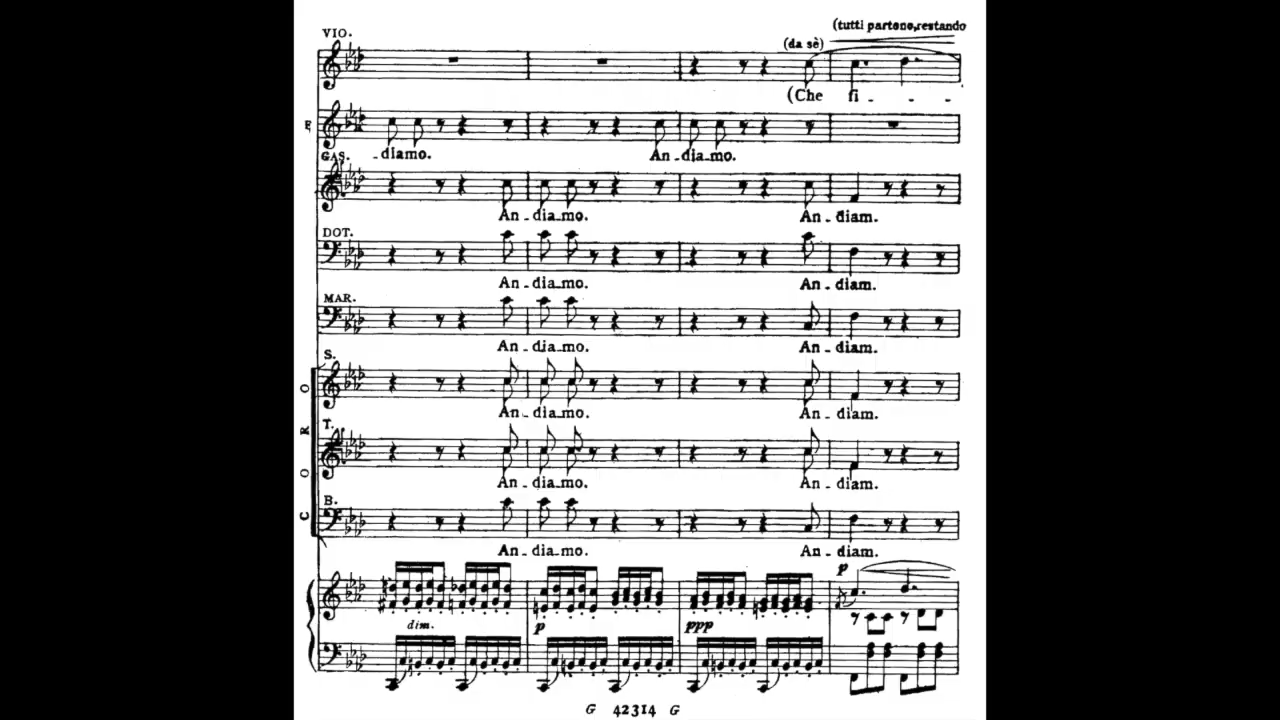 (tutti partono, restando
VIO.
(da sè)
(Che fi - - -
F.
- diamo. An - dia - mo.
GAS.
An - dia - mo. An - diam.
DOT.
An - dia - mo. An - diam.
MAR.
An - dia - mo. An - diam.
CORO
S.
An - dia - mo. An - diam.
T.
An - dia - mo. An - diam.
B.
An - dia - mo. An - diam.
p
dim. p ppp
G 42314 G